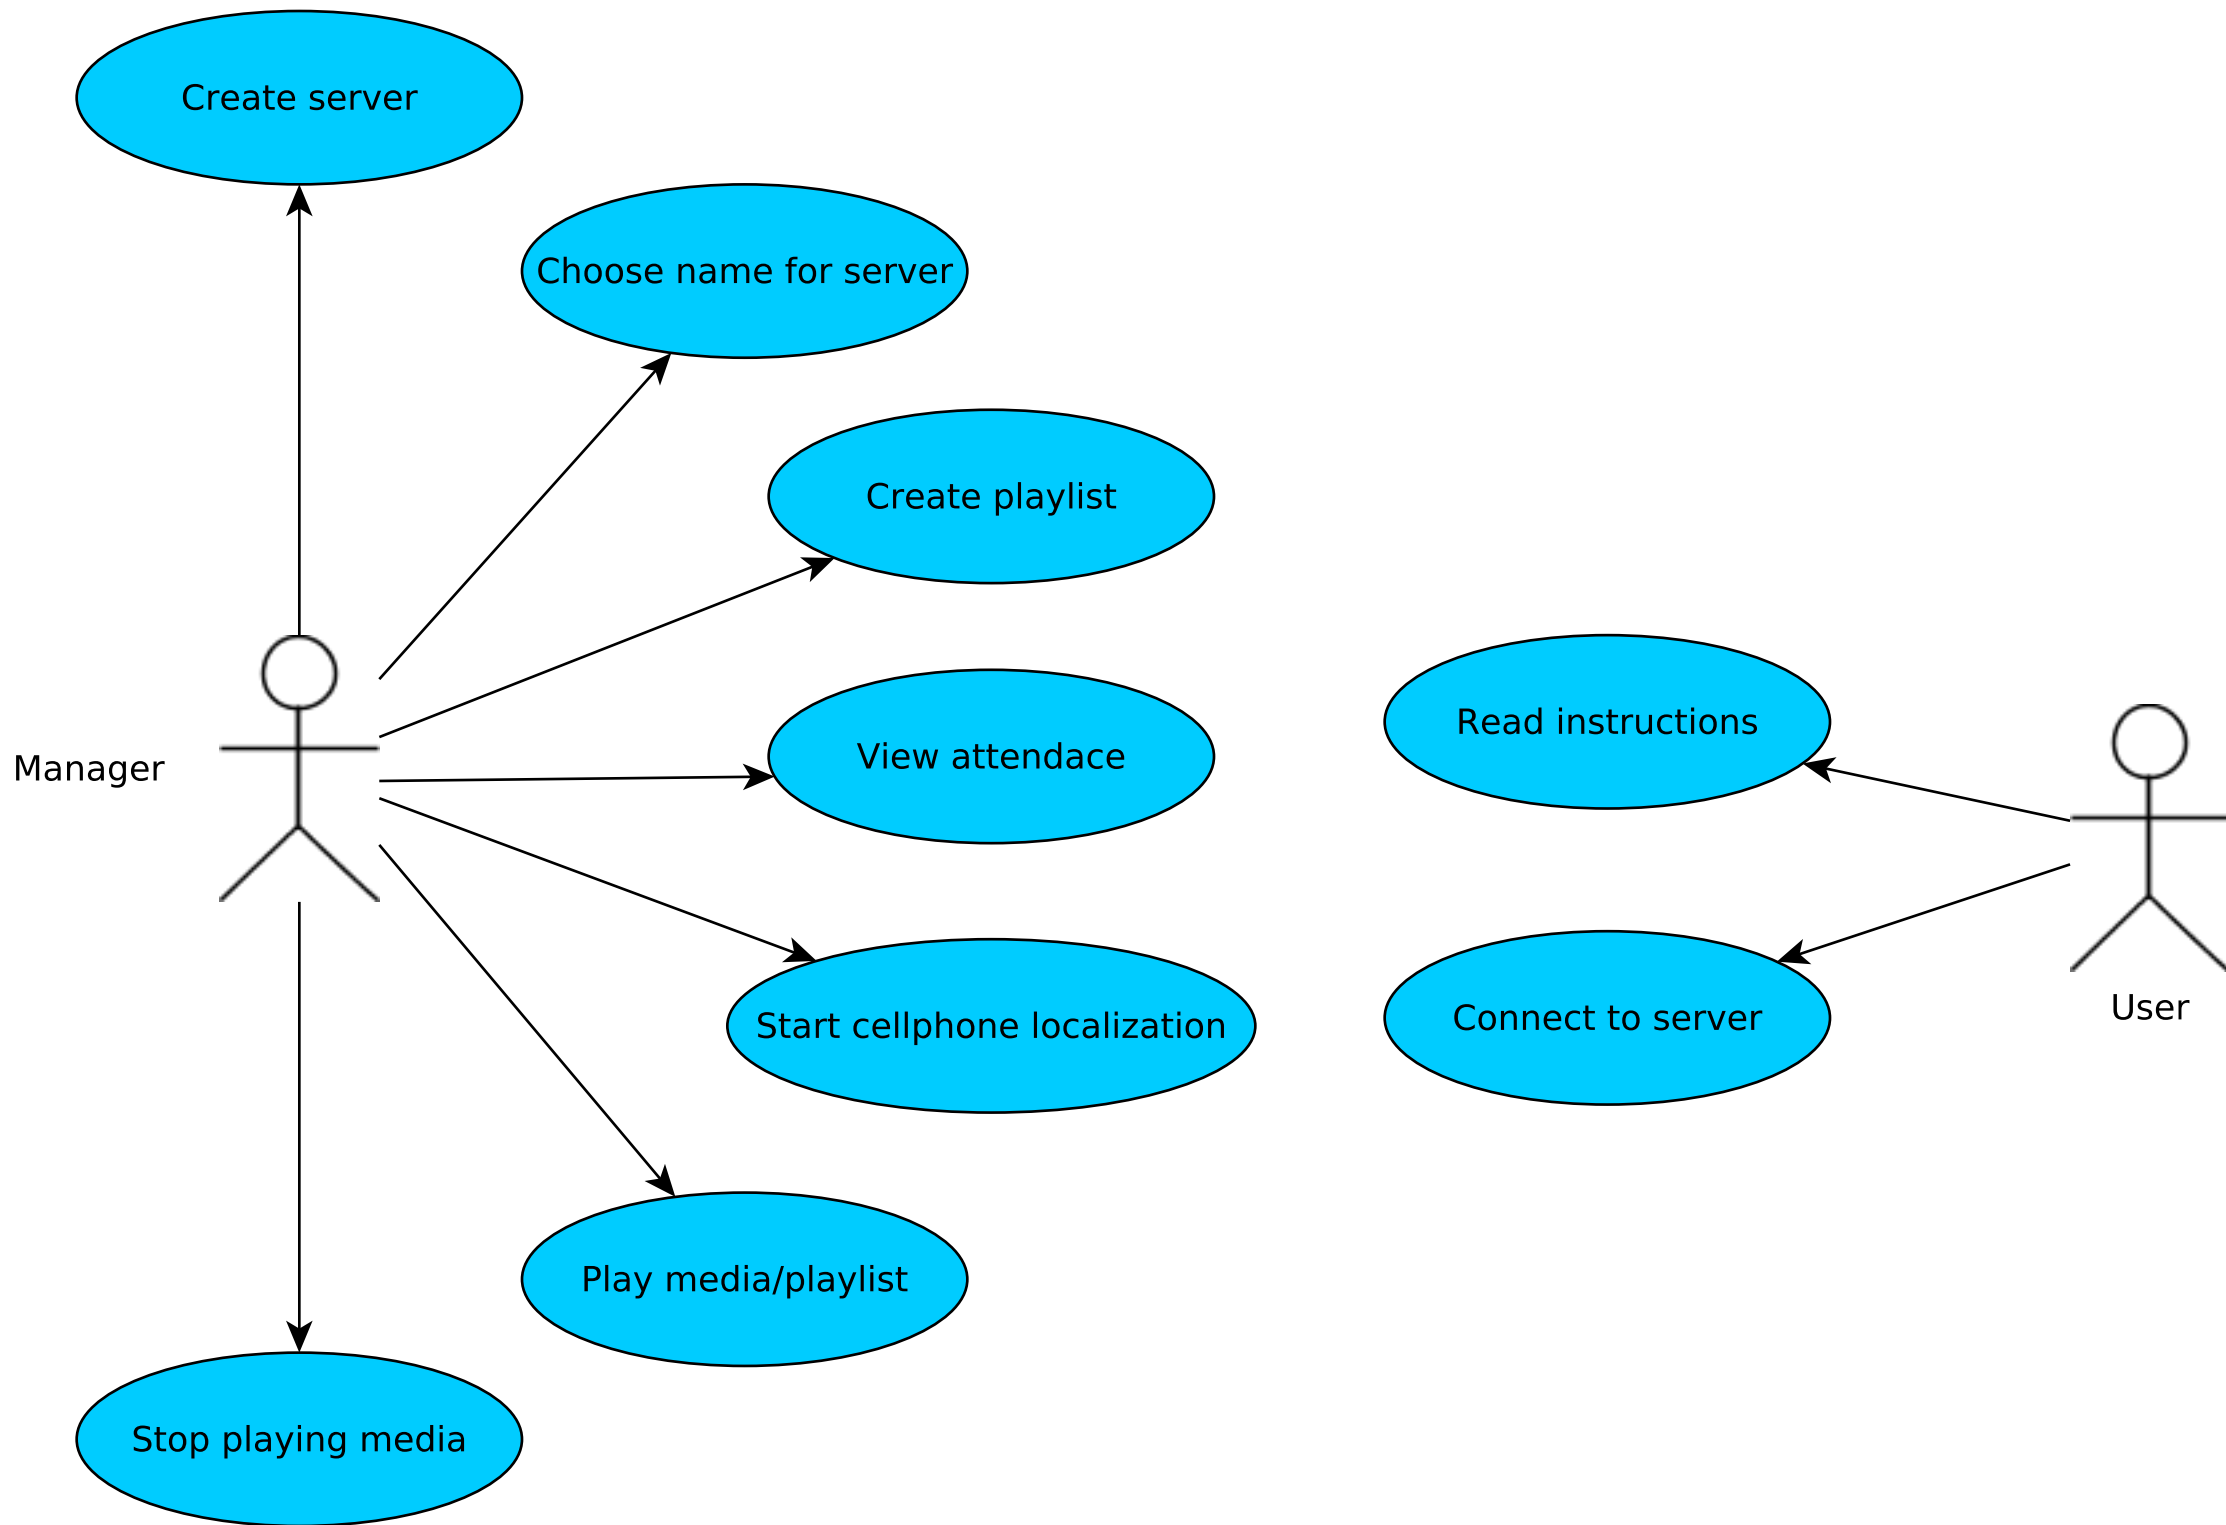 Create server
Choose name for server
Create playlist
Read instructions
View attendace
Manager
User
Connect to server
Start cellphone localization
Play media/playlist
Stop playing media